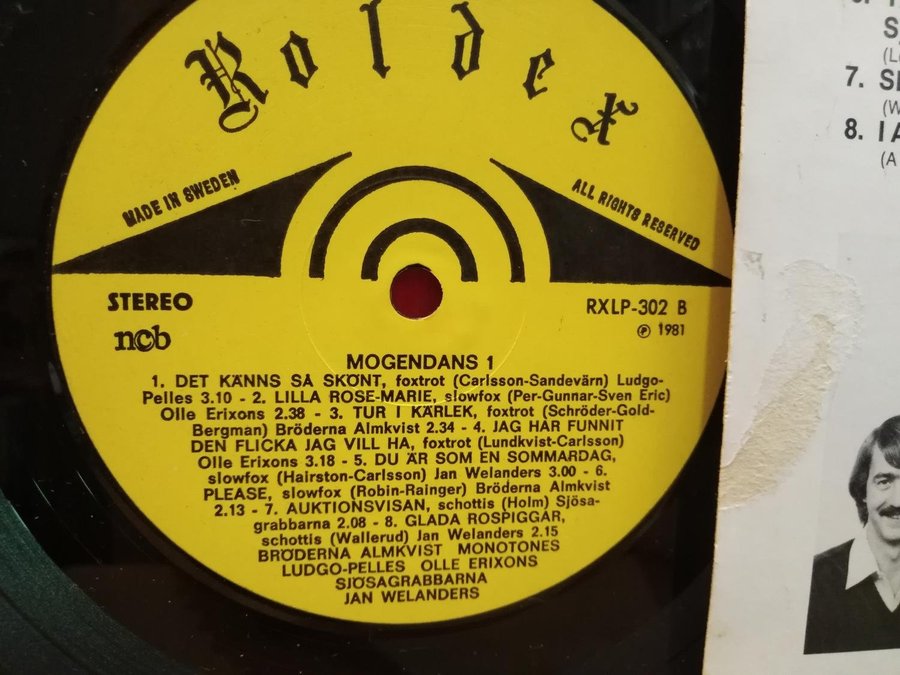 Roldex
MADE IN SWEDEN
ALL RIGHTS RESERVED
STEREO
ncb
RXLP-302 B
℗ 1981
MOGENDANS 1
1. DET KÄNNS SÅ SKÖNT, foxtrot (Carlsson-Sandevärn) Ludgo-
Pelles 3.10 - 2. LILLA ROSE-MARIE, slowfox (Per-Gunnar-Sven Eric)
Olle Erixons 2.38 - 3. TUR I KÄRLEK, foxtrot (Schröder-Gold-
Bergman) Bröderna Almkvist 2.34 - 4. JAG HAR FUNNIT
DEN FLICKA JAG VILL HA, foxtrot (Lundkvist-Carlsson)
Olle Erixons 3.18 - 5. DU ÄR SOM EN SOMMARDAG,
slowfox (Hairston-Carlsson) Jan Welanders 3.00 - 6.
PLEASE, slowfox (Robin-Rainger) Bröderna Almkvist
2.13 - 7. AUKTIONSVISAN, schottis (Holm) Sjösa-
grabbarna 2.08 - 8. GLADA ROSPIGGAR,
schottis (Wallerud) Jan Welanders 2.15
BRÖDERNA ALMKVIST MONOTONES
LUDGO-PELLES OLLE ERIXONS
SJÖSAGRABBARNA
JAN WELANDERS
7.
8. I
(A